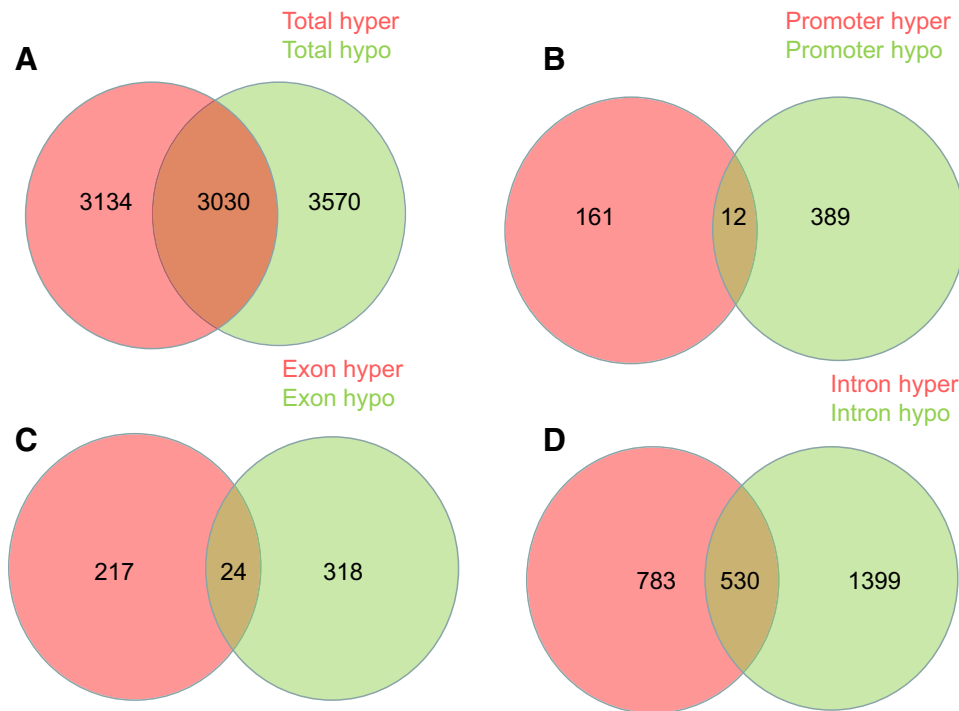 Total hyper
Total hypo
A
3134 3030 3570
Promoter hyper
Promoter hypo
B
161 12 389
Exon hyper
Exon hypo
C
217 24 318
Intron hyper
Intron hypo
D
783 530 1399